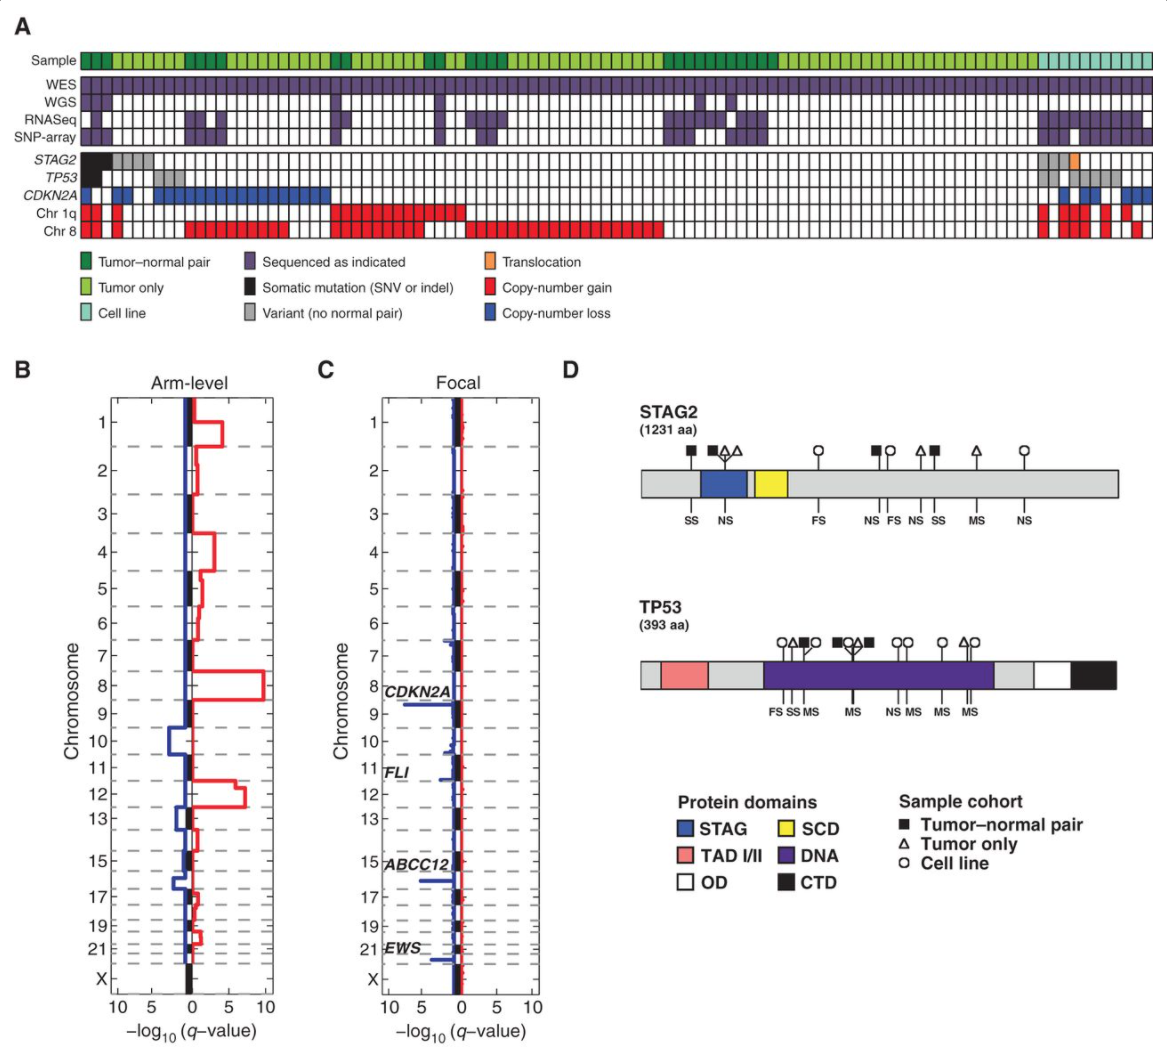 A
Sample
WES
WGS
RNASeq
SNP-array
STAG2
TP53
CDKN2A
Chr 1q
Chr 8
Tumor–normal pair
Sequenced as indicated
Translocation
Tumor only
Somatic mutation (SNV or indel)
Copy-number gain
Cell line
Variant (no normal pair)
Copy-number loss
B
Arm-level
Chromosome
1
2
3
4
5
6
7
8
9
10
11
12
13
15
17
19
21
X
10 5 0 5 10
–log10 (q–value)
C
Focal
Chromosome
1
2
3
4
5
6
7
8
CDKN2A
9
10
11
FLI
12
13
15
ABCC12
17
19
21
EWS
X
10 5 0 5 10
–log10 (q–value)
D
STAG2
(1231 aa)
SS NS FS NS FS NS SS MS NS
TP53
(393 aa)
FS SS MS MS NS MS MS MS
Protein domains
STAG SCD
TAD I/II DNA
OD CTD
Sample cohort
Tumor–normal pair
Tumor only
Cell line